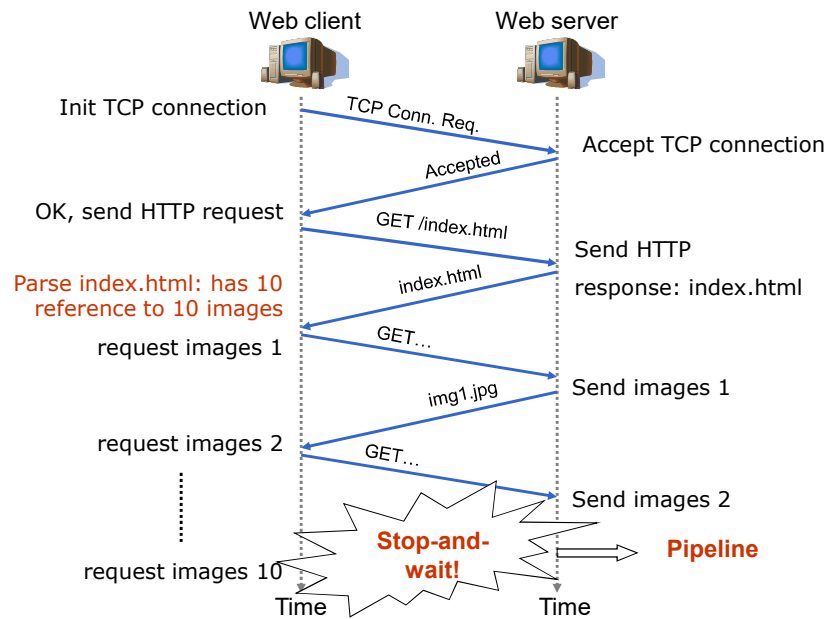 Web client
Web server
Init TCP connection
TCP Conn. Req.
Accept TCP connection
Accepted
OK, send HTTP request
GET /index.html
Send HTTP
response: index.html
index.html
Parse index.html: has 10
reference to 10 images
request images 1
GET…
Send images 1
img1.jpg
request images 2
GET…
Send images 2
Stop-and-
wait!
Pipeline
request images 10
Time
Time